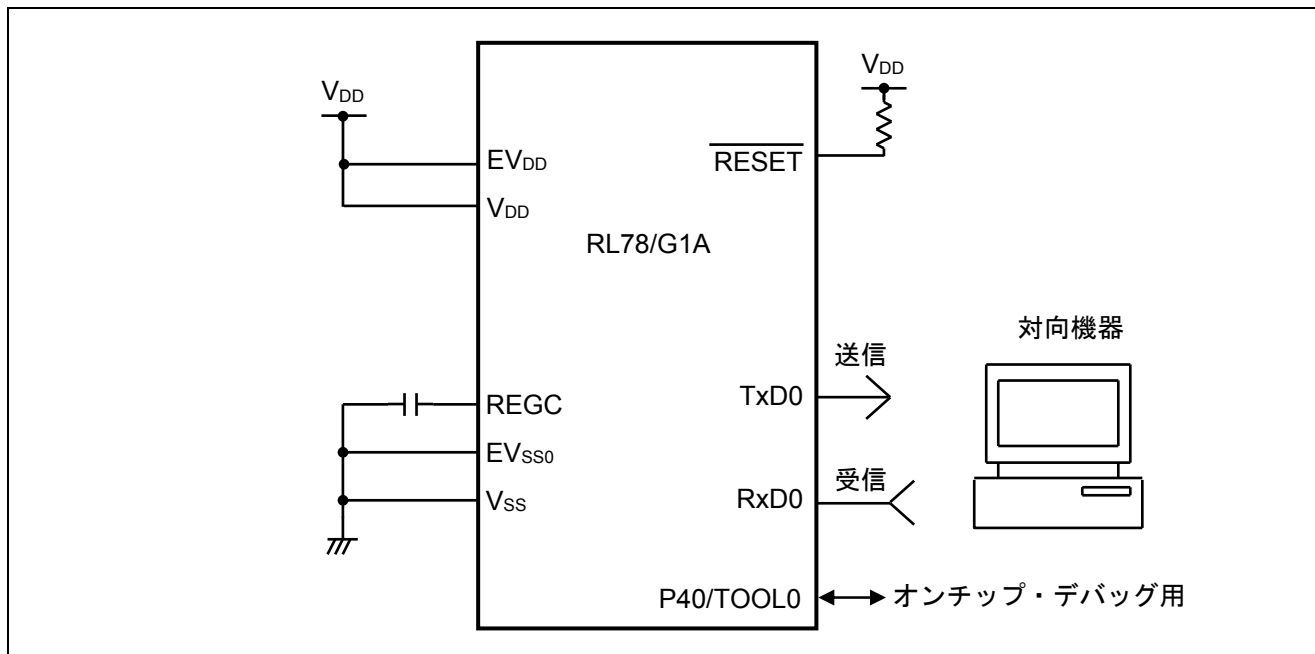 VDD
EVDD
VDD
RL78/G1A
REGC
EVSS0
VSS
VDD
RESET
対向機器
送信
TxD0
受信
RxD0
P40/TOOL0
オンチップ・デバッグ用